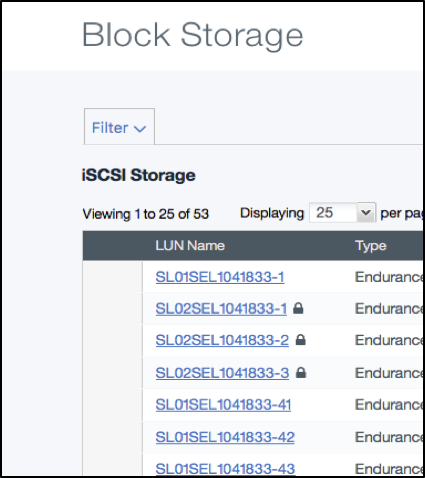 Block Storage
Filter
iSCSI Storage
Viewing 1 to 25 of 53 Displaying 25 per pag
LUN Name Type
SL01SEL1041833-1 Endurance
SL02SEL1041833-1 Endurance
SL02SEL1041833-2 Endurance
SL02SEL1041833-3 Endurance
SL01SEL1041833-41 Endurance
SL01SEL1041833-42 Endurance
SL01SEL1041833-43 Endurance